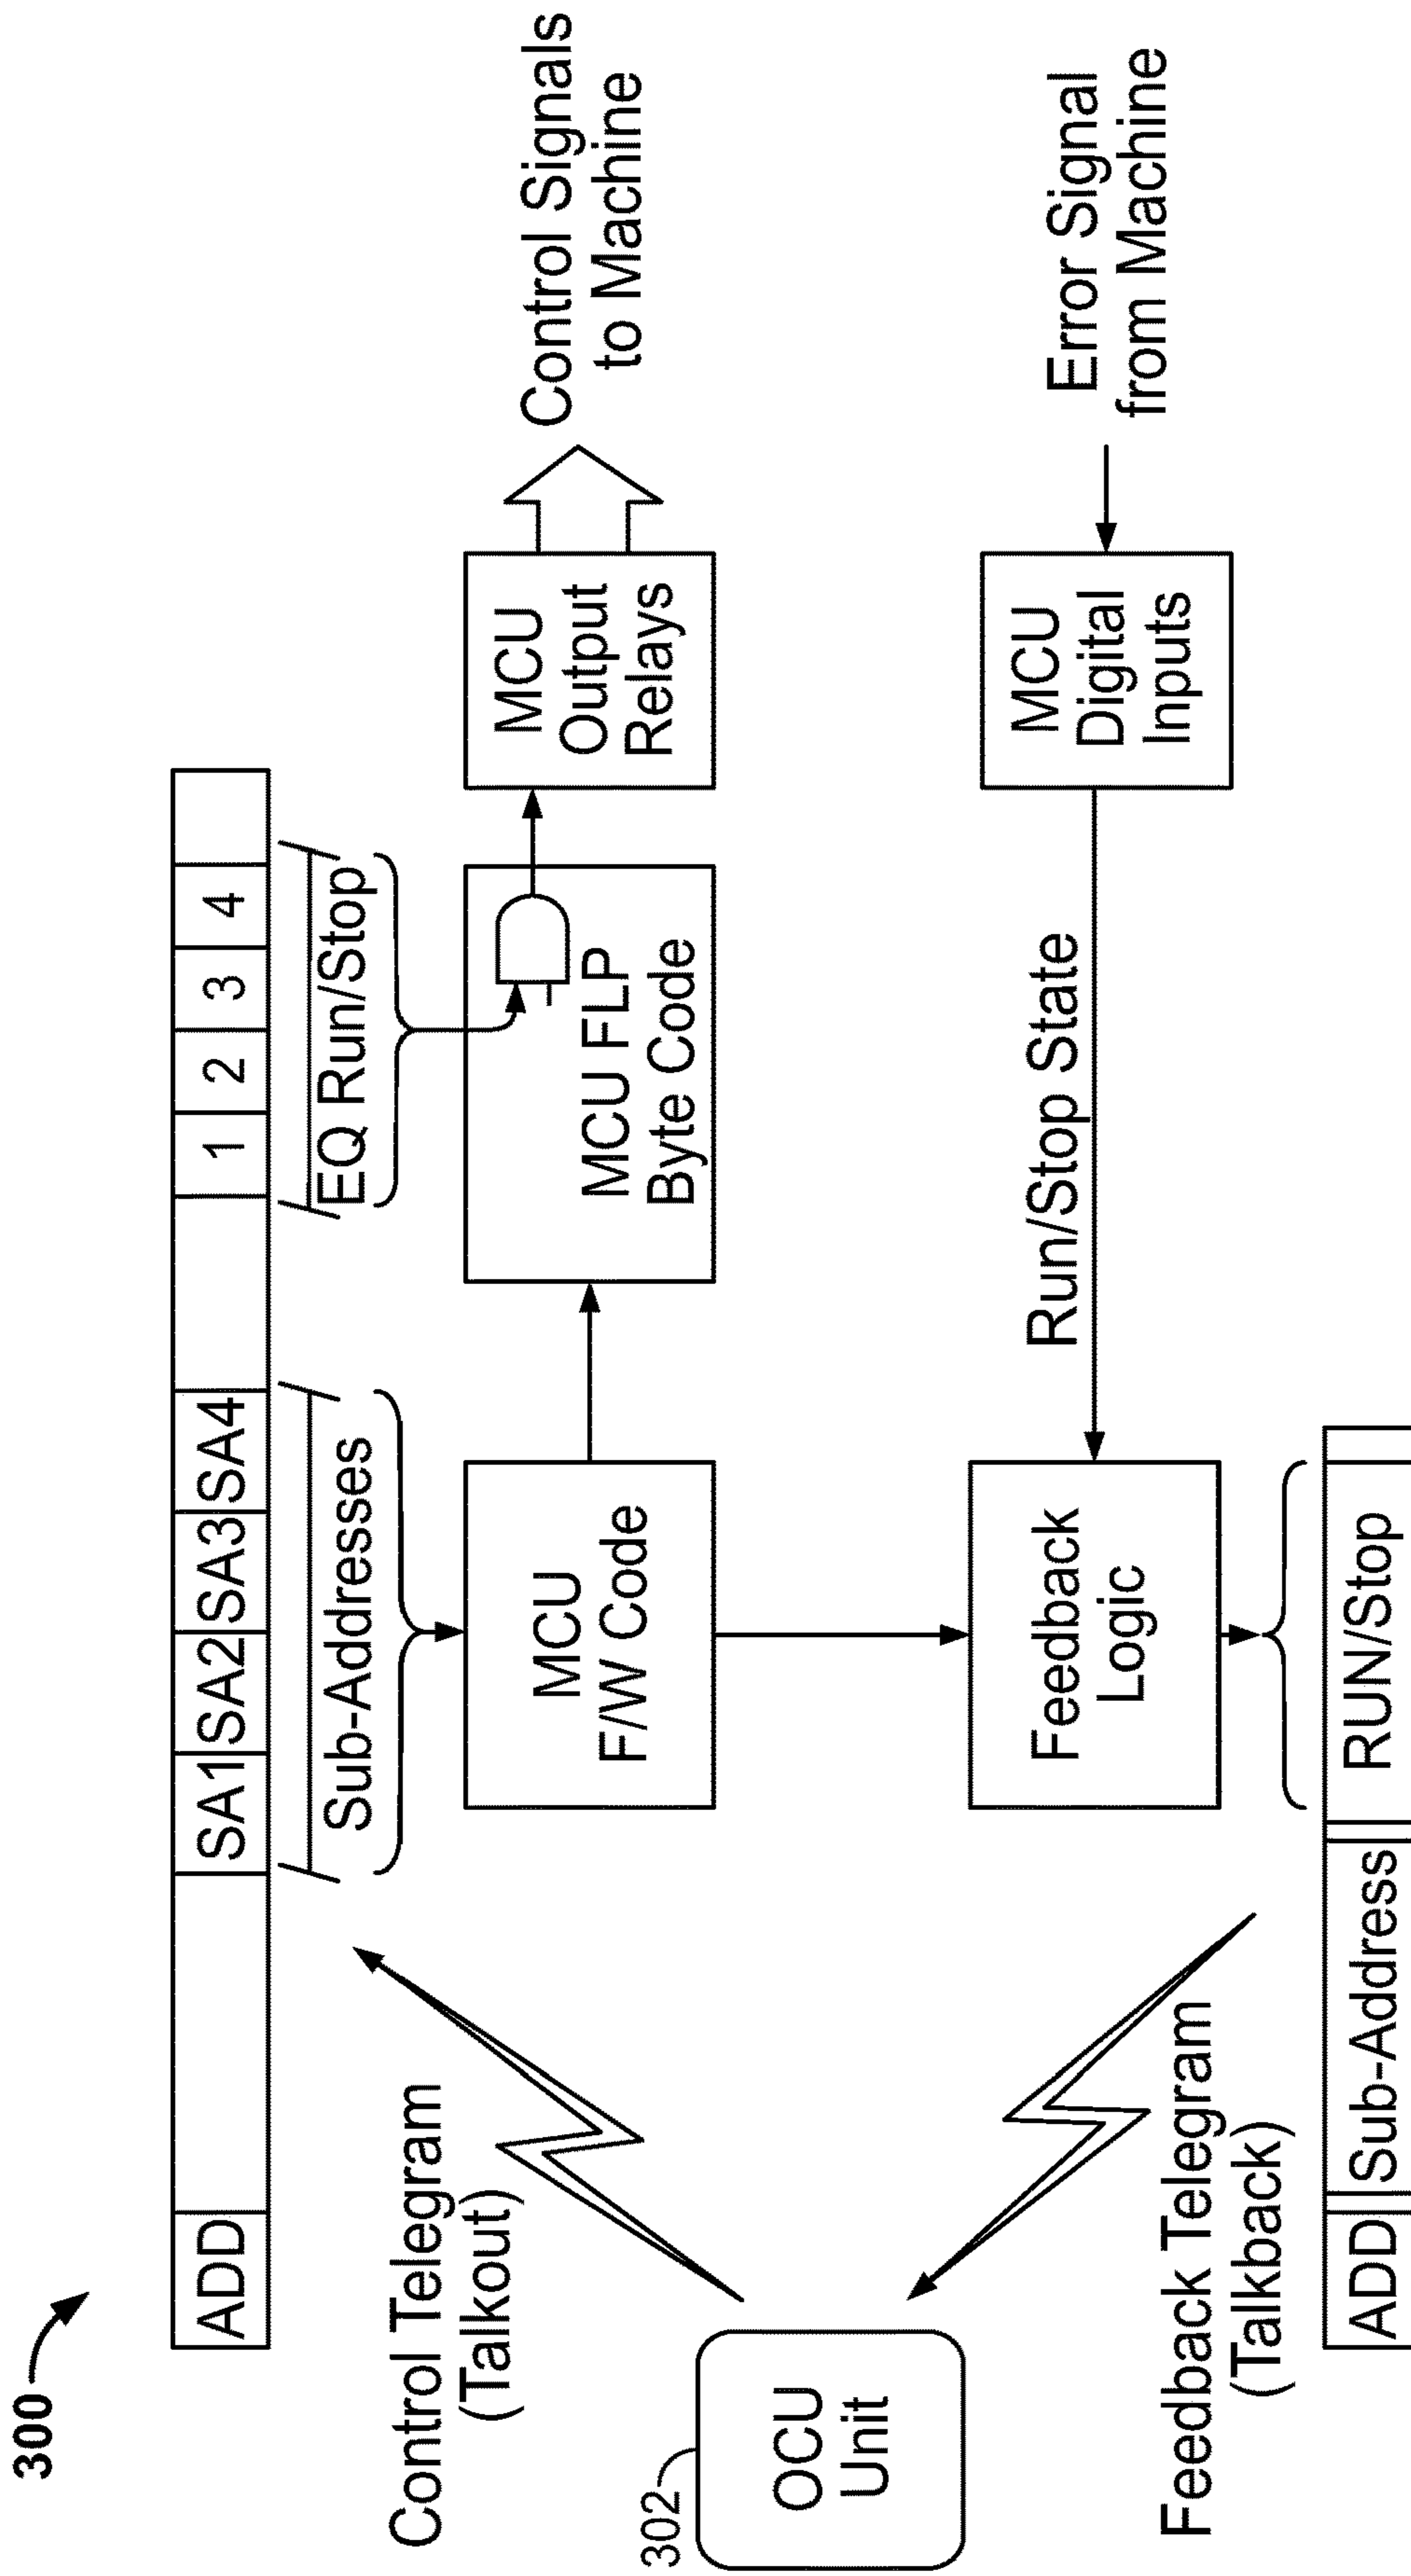 300
ADD
SA1
SA2
SA3
SA4
1
2
3
4
Sub-Addresses
EQ Run/Stop
Control Telegram
(Talkout)
MCU
F/W Code
MCU FLP
Byte Code
MCU
Output
Relays
Control Signals
to Machine
302
OCU
Unit
Feedback
Logic
Run/Stop State
MCU
Digital
Inputs
Error Signal
from Machine
Feedback Telegram
(Talkback)
ADD
Sub-Address
RUN/Stop